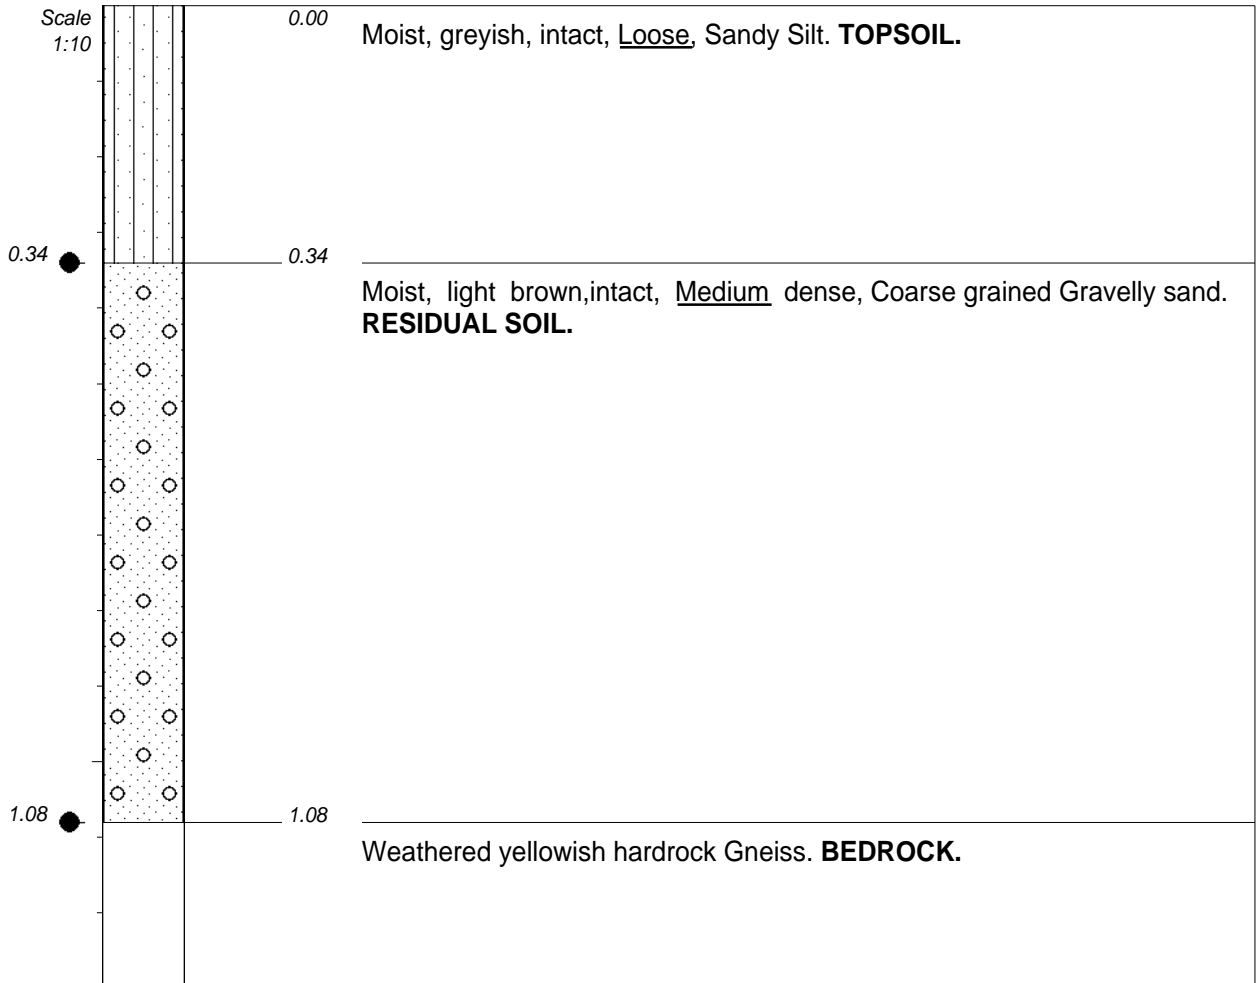 Scale
1:10
0.00
Moist, greyish, intact, Loose, Sandy Silt. TOPSOIL.
0.34
0.34
Moist, light brown,intact, Medium dense, Coarse grained Gravelly sand.
RESIDUAL SOIL.
1.08
1.08
Weathered yellowish hardrock Gneiss. BEDROCK.